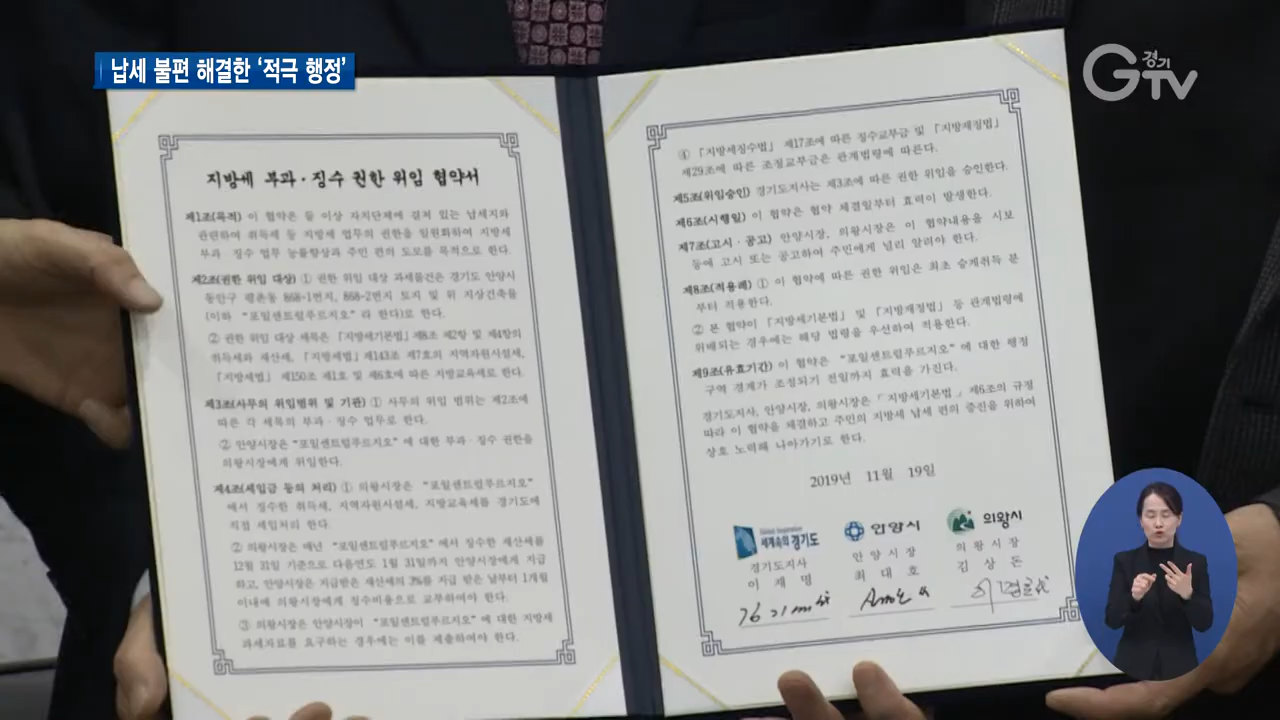 납세 불편 해결한 '적극 행정'
경기
GTV
지방세 부과·징수 권한 위임 협약서
제1조(목적) 이 협약은 둘 이상 자치단체에 걸쳐 있는 납세지와
관련하여 취득세 등 지방세 업무의 권한을 일원화하여 지방세
부과·징수 업무 능률향상과 주민 편의 도모를 목적으로 한다.
제2조(권한 위임 대상) ① 권한 위임 대상 과세물건은 경기도 안양시
동안구 평촌동 868-1번지, 868-2번지 토지 및 위 지상건축물
(이하 "포일센트럴푸르지오" 라 한다)로 한다.
② 권한 위임 대상 세목은 「지방세기본법」 제8조 제2항 및 제4항의
취득세와 재산세, 「지방세법」 제143조 제7호의 지역자원시설세,
「지방세법」 제150조 제1호 및 제6호에 따른 지방교육세로 한다.
제3조(사무의 위임범위 및 기관) ① 사무의 위임 범위는 제2조에
따른 각 세목의 부과·징수 업무로 한다.
② 안양시장은 "포일센트럴푸르지오" 에 대한 부과·징수 권한을
의왕시장에게 위임한다.
제4조(세입금 등의 처리) ① 의왕시장은 "포일센트럴푸르지오"
에서 징수한 취득세, 지역자원시설세, 지방교육세를 경기도에
직접 세입처리 한다.
② 의왕시장은 매년 "포일센트럴푸르지오" 에서 징수한 재산세를
12월 31일 기준으로 다음연도 1월 31일까지 안양시장에게 지급
하고, 안양시장은 지급받은 재산세의 3%를 지급 받은 날부터 1개월
이내에 의왕시장에게 징수비용으로 교부하여야 한다.
③ 의왕시장은 안양시장이 "포일센트럴푸르지오" 에 대한 지방세
과세자료를 요구하는 경우에는 이를 제출하여야 한다.
④ 「지방세징수법」 제17조에 따른 징수교부금 및 「지방재정법」
제29조에 따른 조정교부금은 관계법령에 따른다.
제5조(위임승인) 경기도지사는 제3조에 따른 권한 위임을 승인한다.
제6조(시행일) 이 협약은 협약 체결일부터 효력이 발생한다.
제7조(고시·공고) 안양시장, 의왕시장은 이 협약내용을 시보
등에 고시 또는 공고하여 주민에게 널리 알려야 한다.
제8조(적용례) ① 이 협약에 따른 권한 위임은 최초 승계취득 분
부터 적용한다.
② 본 협약이 「지방세기본법」 및 「지방재정법」 등 관계법령에
위배되는 경우에는 해당 법령을 우선하여 적용한다.
제9조(유효기간) 이 협약은 "포일센트럴푸르지오" 에 대한 행정
구역 경계가 조정되기 전일까지 효력을 가진다.
경기도지사, 안양시장, 의왕시장은 「지방세기본법」 제6조의 규정
따라 이 협약을 체결하고 주민의 지방세 납세 편의 증진을 위하여
상호 노력해 나아가기로 한다.
2019년 11월 19일
Global Inspiration
세계속의 경기도
안양시
의왕시
경기도지사
안양시장
의왕시장
이재명
최대호
김상돈